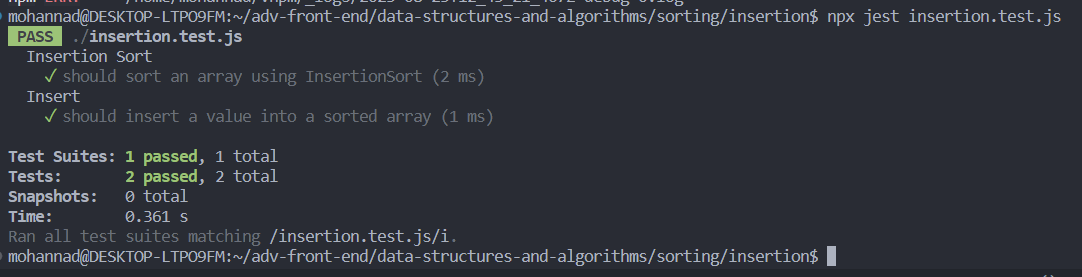 mohannad@DESKTOP-LTPO9FM:~/adv-front-end/data-structures-and-algorithms/sorting/insertion$ npx jest insertion.test.js
PASS ./insertion.test.js
Insertion Sort
✓ should sort an array using InsertionSort (2 ms)
Insert
✓ should insert a value into a sorted array (1 ms)
Test Suites: 1 passed, 1 total
Tests: 2 passed, 2 total
Snapshots: 0 total
Time: 0.361 s
Ran all test suites matching /insertion.test.js/i.
mohannad@DESKTOP-LTPO9FM:~/adv-front-end/data-structures-and-algorithms/sorting/insertion$